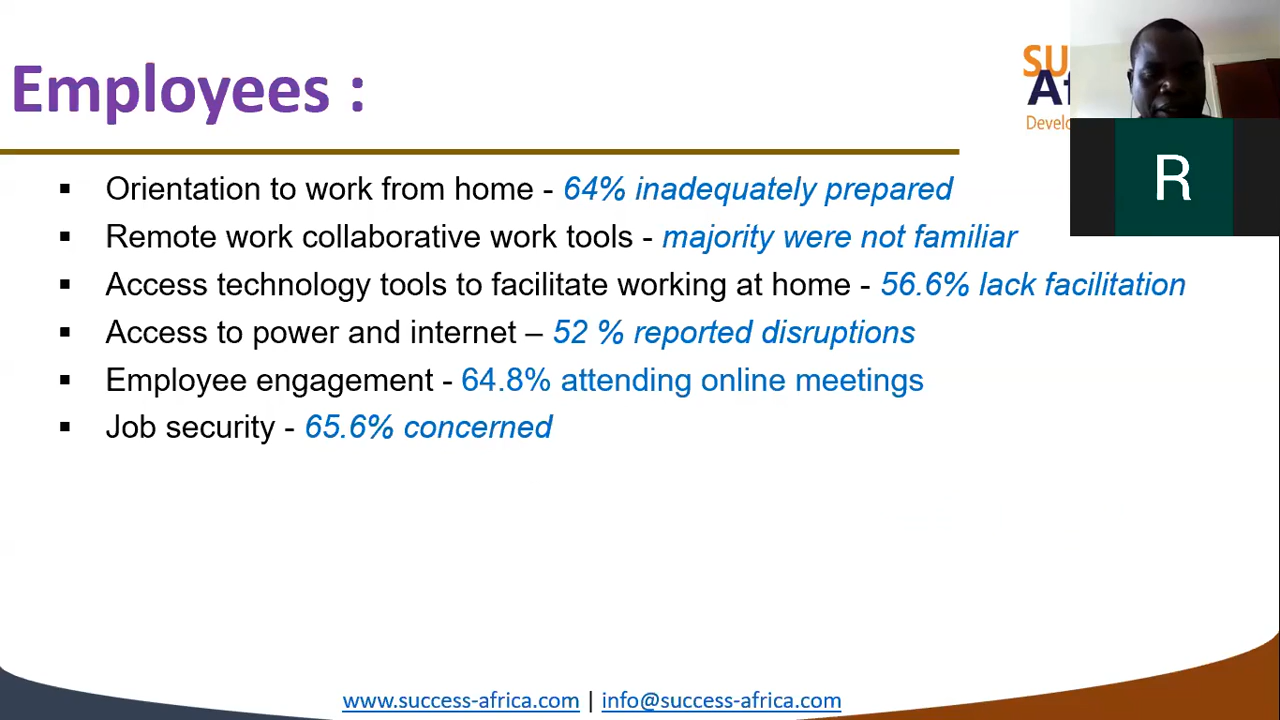 Employees :
SU
Af
Develo
R
▪ Orientation to work from home - 64% inadequately prepared
▪ Remote work collaborative work tools - majority were not familiar
▪ Access technology tools to facilitate working at home - 56.6% lack facilitation
▪ Access to power and internet – 52 % reported disruptions
▪ Employee engagement - 64.8% attending online meetings
▪ Job security - 65.6% concerned
www.success-africa.com | info@success-africa.com